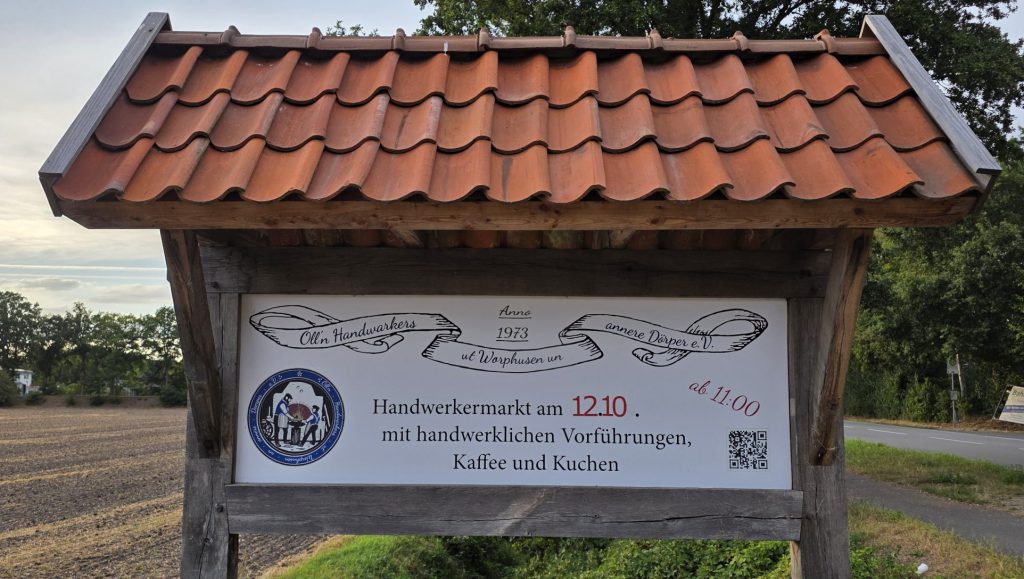 Anno
1973
Oll'n Handwarkers
ut Worphusen un
annere Dörper e.V.
ab 11:00
Handwerkermarkt am 12.10.
mit handwerklichen Vorführungen,
Kaffee und Kuchen